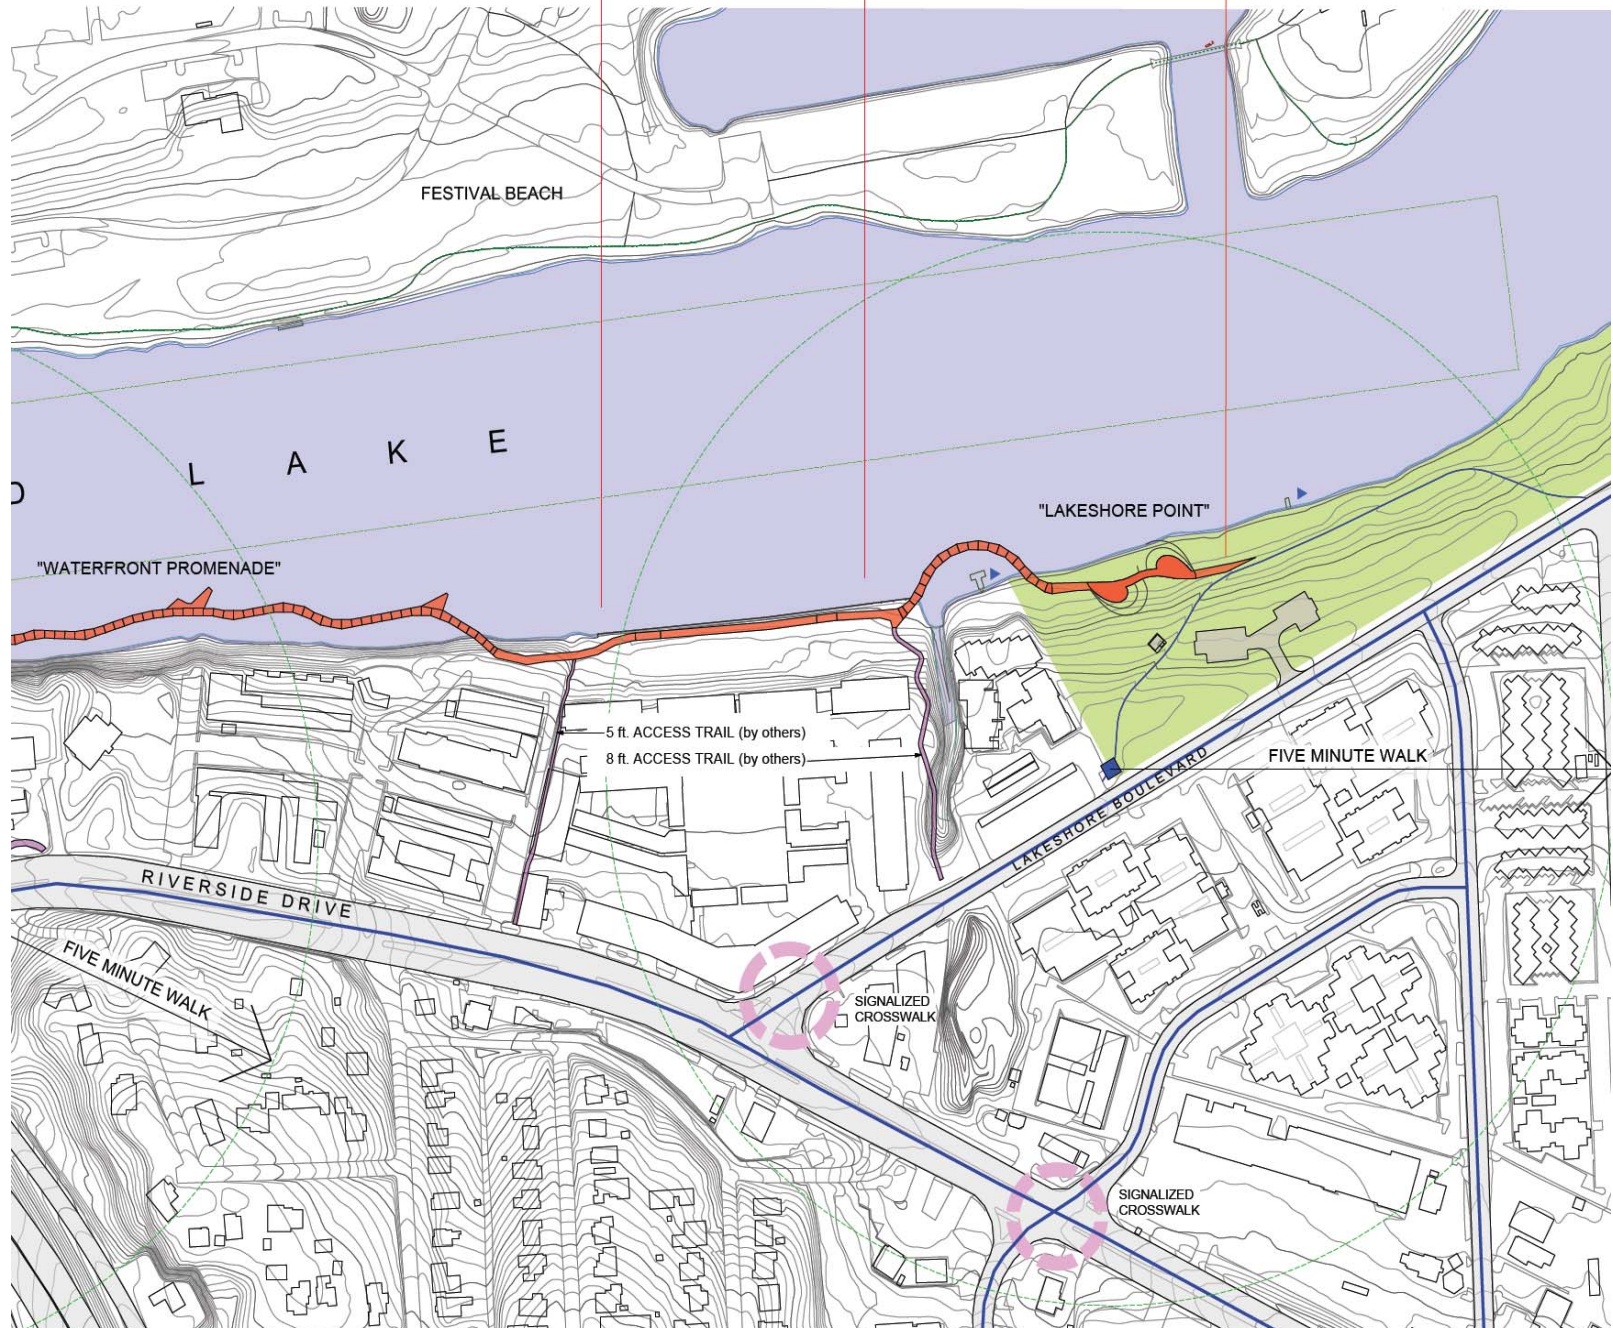 FESTIVAL BEACH
L A K E
"LAKESHORE POINT"
"WATERFRONT PROMENADE"
5 ft. ACCESS TRAIL (by others)
8 ft. ACCESS TRAIL (by others)
FIVE MINUTE WALK
LAKESHORE BOULEVARD
RIVERSIDE DRIVE
FIVE MINUTE WALK
SIGNALIZED
CROSSWALK
SIGNALIZED
CROSSWALK